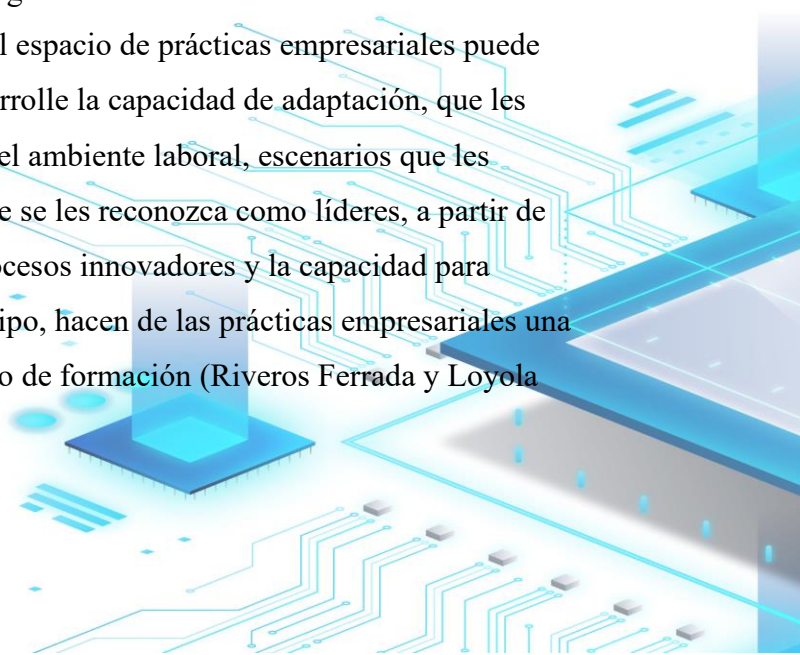 l espacio de prácticas empresariales puede
rrolle la capacidad de adaptación, que les
el ambiente laboral, escenarios que les
e se les reconozca como líderes, a partir de
ocesos innovadores y la capacidad para
ipo, hacen de las prácticas empresariales una
o de formación (Riveros Ferrada y Loyola